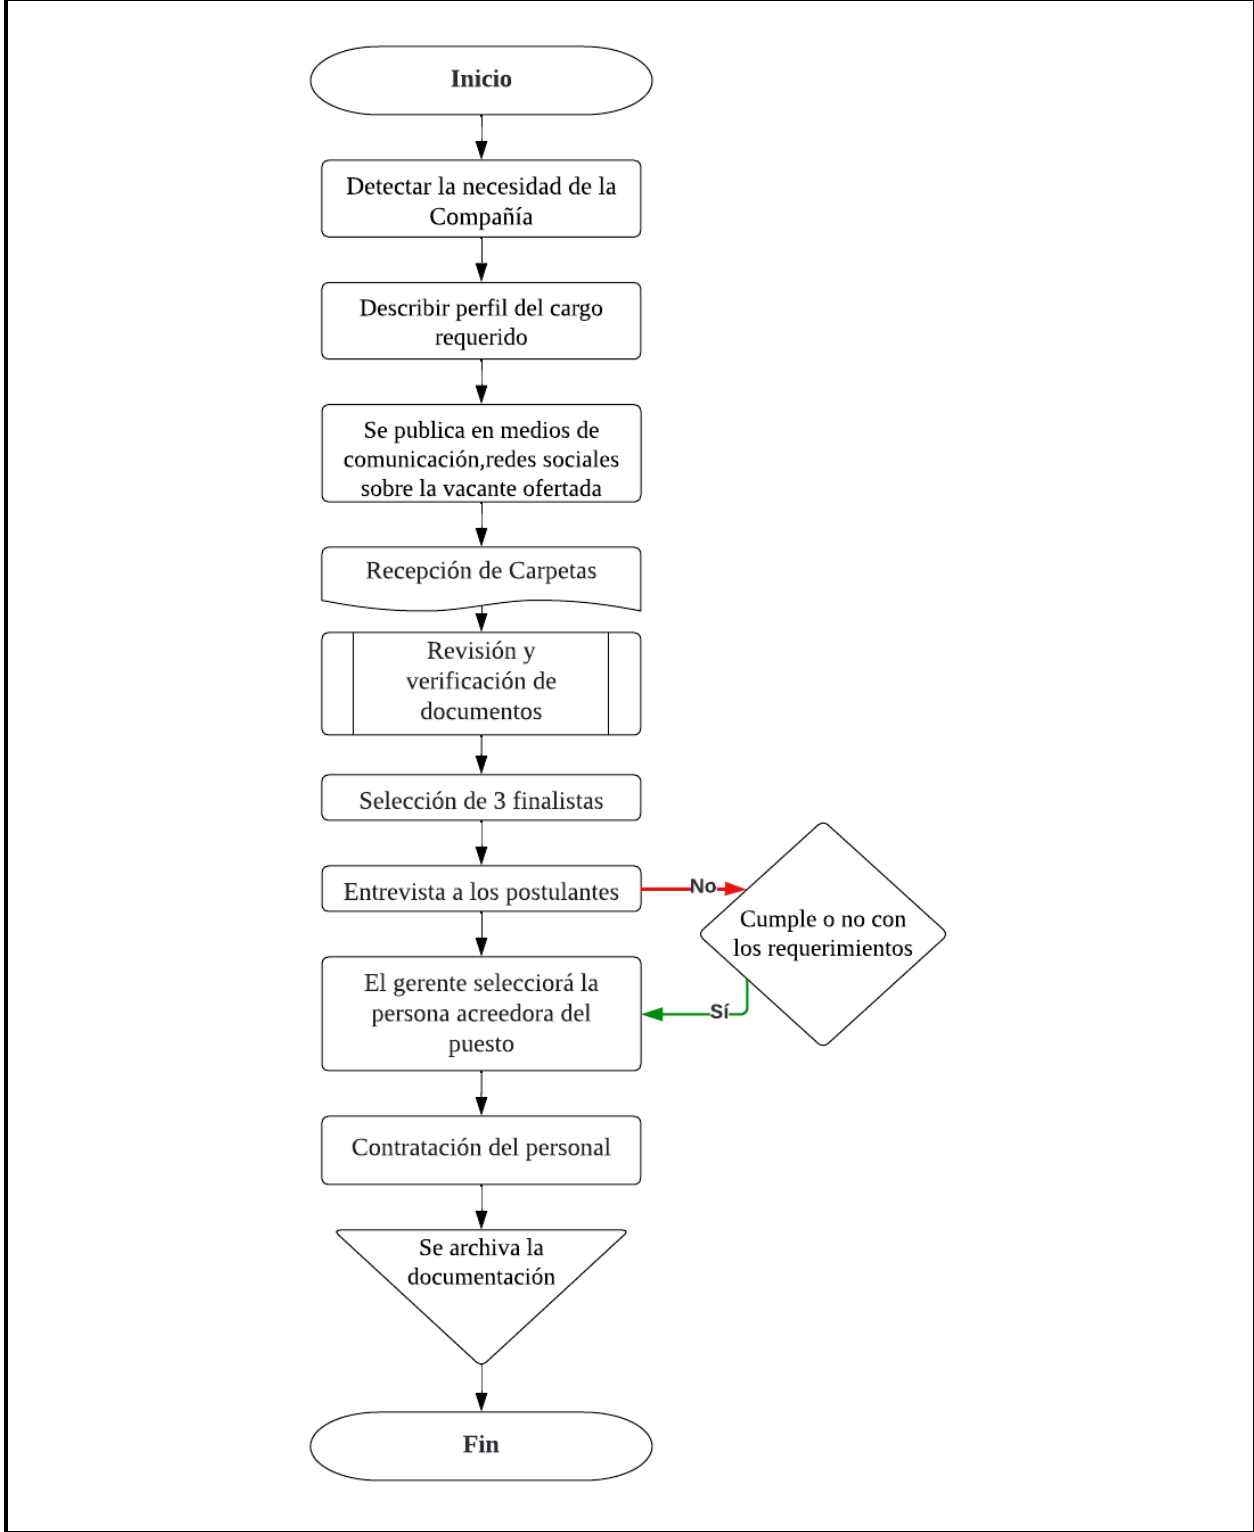 Inicio
Detectar la necesidad de la
Compañía
Describir perfil del cargo
requerido
Se publica en medios de
comunicación,redes sociales
sobre la vacante ofertada
Recepción de Carpetas
Revisión y
verificación de
documentos
Selección de 3 finalistas
Entrevista a los postulantes
No
Cumple o no con
los requerimientos
El gerente selecciorá la
persona acreedora del
puesto
Sí
Contratación del personal
Se archiva la
documentación
Fin